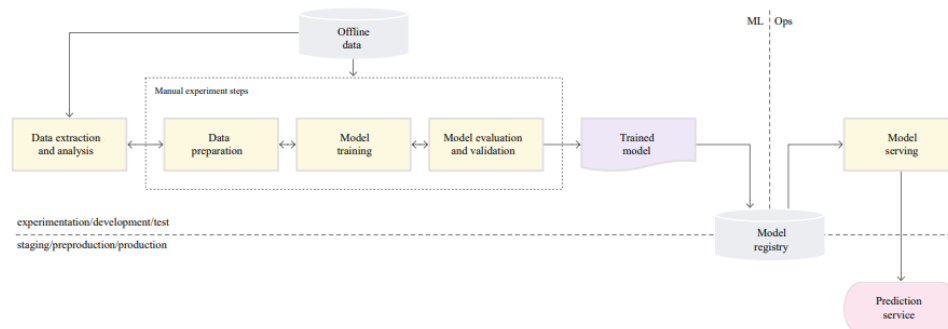 Offline
data
ML
Ops
Manual experiment steps
Data extraction
and analysis
Data
preparation
Model
training
Model evaluation
and validation
Trained
model
Model
serving
experimentation/development/test
staging/preproduction/production
Model
registry
Prediction
service